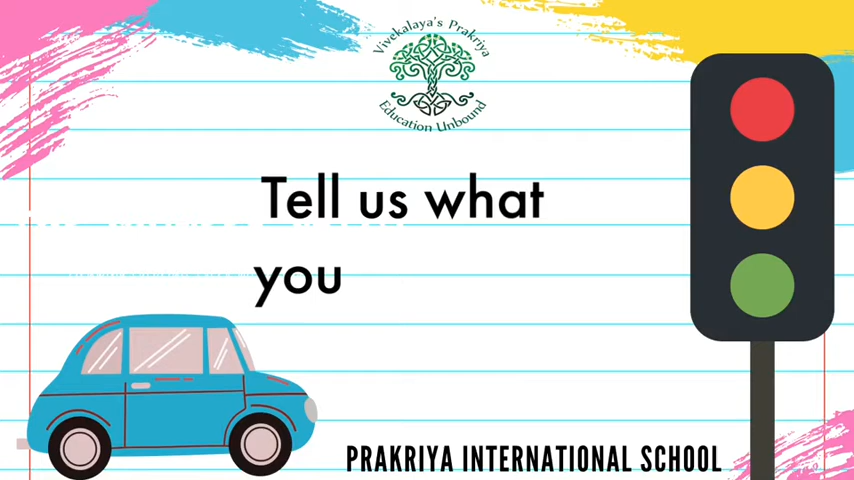 Vivekalaya's Prakriya
Education Unbound
Tell us what
you
PRAKRIYA INTERNATIONAL SCHOOL